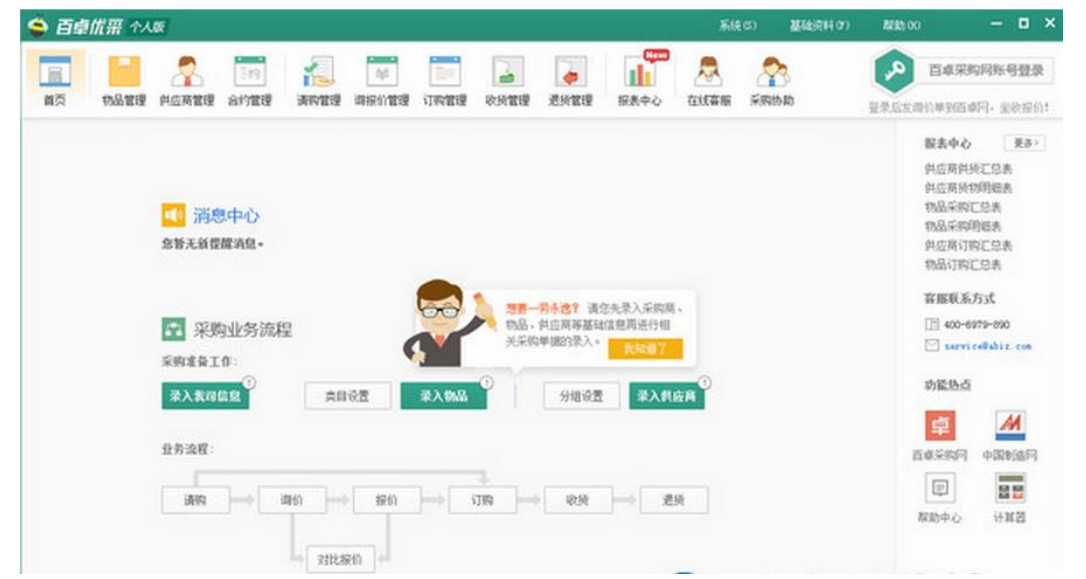 百卓优采 个人版
系统(S) 基础资料(F) 帮助(X)
首页 物品管理 供应商管理 合约管理 请购管理 询报价管理 订购管理 收货管理 退货管理 报表中心 在线客服 采购协助
New
百卓采购网账号登录
登录后发询价单到百卓网,坐收报价!
报表中心 更多>
供应商供货汇总表
供应商货物明细表
物品采购汇总表
物品采购明细表
供应商订购汇总表
物品订购汇总表
消息中心
您暂无新提醒消息。
想要一劳永逸? 请您先录入采购商、
物品、供应商等基础信息再进行相
关采购单据的录入。
我知道了
客服联系方式
400-6979-890
service@abiz.com
采购业务流程
采购准备工作:
录入我司信息 类目设置 录入物品 分组设置 录入供应商
功能热点
百卓采购网 中国制造网
帮助中心 计算器
业务流程:
请购 询价 报价 订购 收货 退货
对比报价